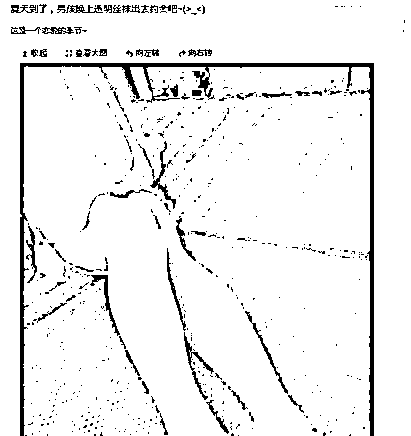 夏天到了，男孩换上透明丝袜出去约会吧~(>_<)
这是一个恋爱的季节~
收起 查看大图 向左转 向右转